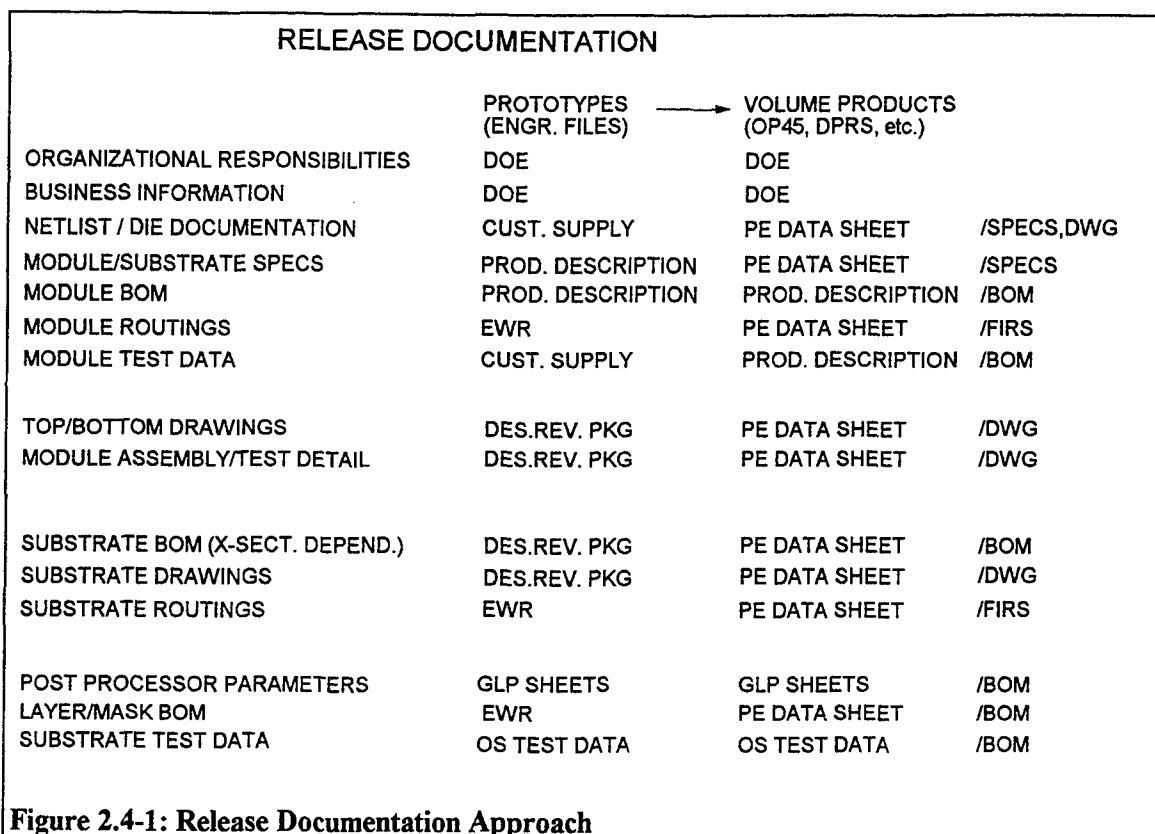 RELEASE DOCUMENTATION
PROTOTYPES → VOLUME PRODUCTS
(ENGR. FILES) (OP45, DPRS, etc.)
ORGANIZATIONAL RESPONSIBILITIES DOE DOE
BUSINESS INFORMATION DOE DOE
NETLIST / DIE DOCUMENTATION CUST. SUPPLY PE DATA SHEET /SPECS,DWG
MODULE/SUBSTRATE SPECS PROD. DESCRIPTION PE DATA SHEET /SPECS
MODULE BOM PROD. DESCRIPTION PROD. DESCRIPTION /BOM
MODULE ROUTINGS EWR PE DATA SHEET /FIRS
MODULE TEST DATA CUST. SUPPLY PROD. DESCRIPTION /BOM
TOP/BOTTOM DRAWINGS DES.REV. PKG PE DATA SHEET /DWG
MODULE ASSEMBLY/TEST DETAIL DES.REV. PKG PE DATA SHEET /DWG
SUBSTRATE BOM (X-SECT. DEPEND.) DES.REV. PKG PE DATA SHEET /BOM
SUBSTRATE DRAWINGS DES.REV. PKG PE DATA SHEET /DWG
SUBSTRATE ROUTINGS EWR PE DATA SHEET /FIRS
POST PROCESSOR PARAMETERS GLP SHEETS GLP SHEETS /BOM
LAYER/MASK BOM EWR PE DATA SHEET /BOM
SUBSTRATE TEST DATA OS TEST DATA OS TEST DATA /BOM
Figure 2.4-1: Release Documentation Approach